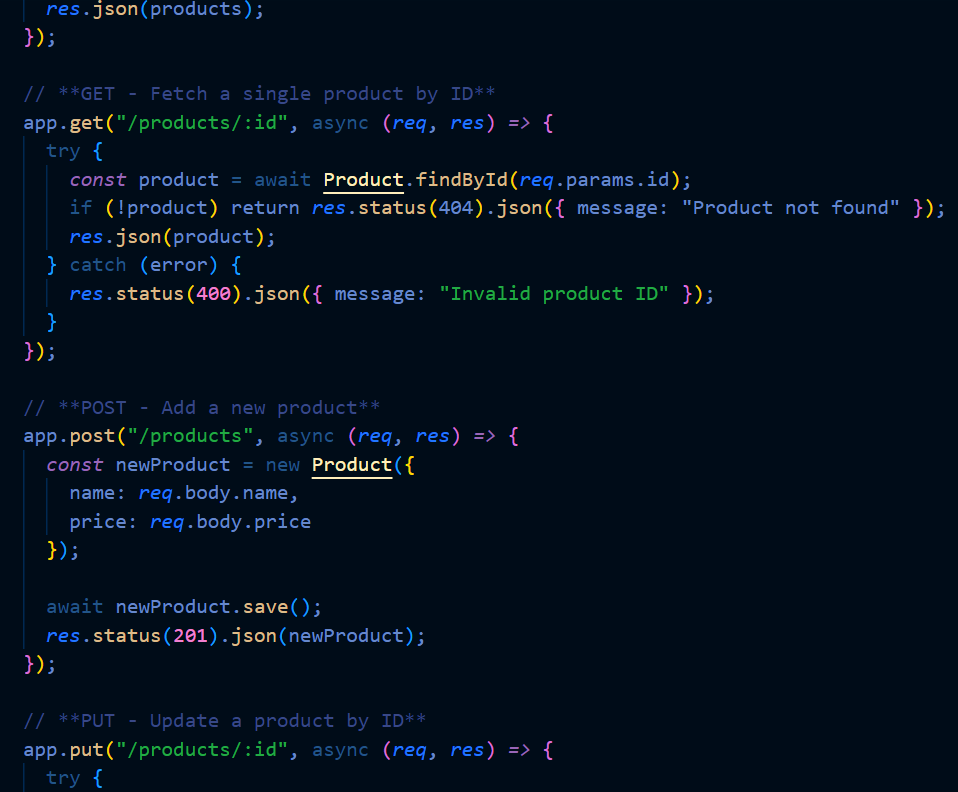 res.json(products);
});
// **GET - Fetch a single product by ID**
app.get("/products/:id", async (req, res) => {
try {
const product = await Product.findById(req.params.id);
if (!product) return res.status(404).json({ message: "Product not found" });
res.json(product);
} catch (error) {
res.status(400).json({ message: "Invalid product ID" });
}
});
// **POST - Add a new product**
app.post("/products", async (req, res) => {
const newProduct = new Product({
name: req.body.name,
price: req.body.price
});
await newProduct.save();
res.status(201).json(newProduct);
});
// **PUT - Update a product by ID**
app.put("/products/:id", async (req, res) => {
try {